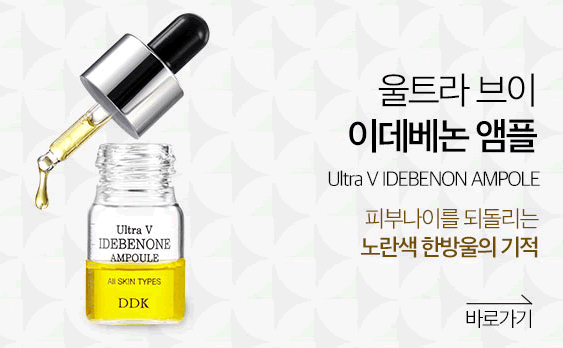 울트라 브이
이데베논 앰플
Ultra V IDEBENON AMPOLE
피부나이를 되돌리는
노란색 한방울의 기적
바로가기
Ultra V
IDEBENONE
AMPOULE
All SKIN TYPES
DDK